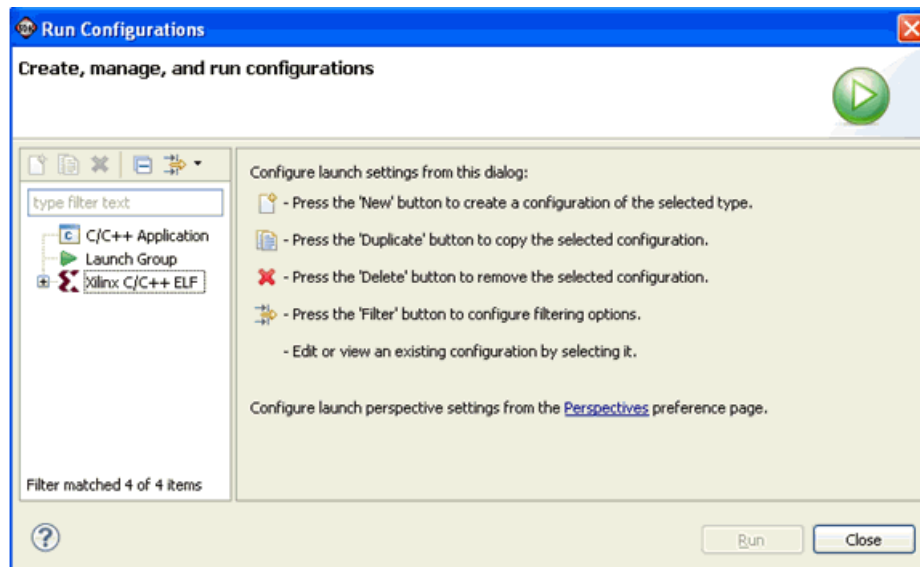 Run Configurations
Create, manage, and run configurations
type filter text
C/C++ Application
Launch Group
Xilinx C/C++ ELF
Filter matched 4 of 4 items
Configure launch settings from this dialog:
- Press the 'New' button to create a configuration of the selected type.
- Press the 'Duplicate' button to copy the selected configuration.
- Press the 'Delete' button to remove the selected configuration.
- Press the 'Filter' button to configure filtering options.
- Edit or view an existing configuration by selecting it.
Configure launch perspective settings from the Perspectives preference page.
Run
Close